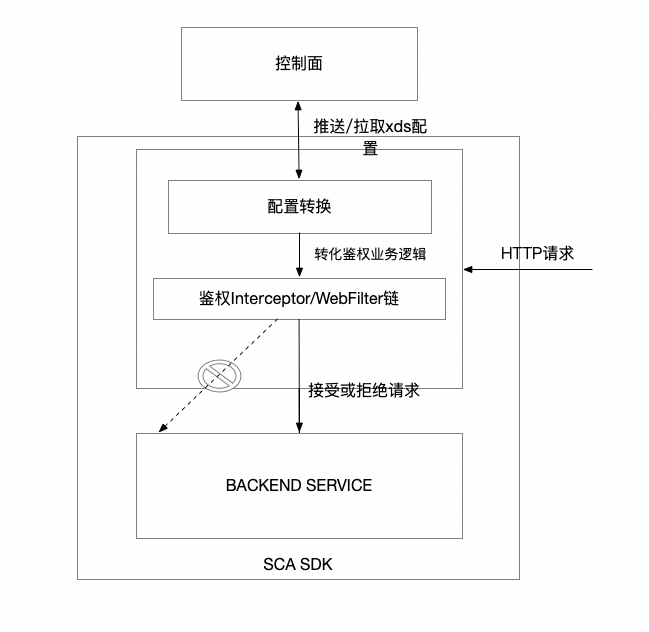 控制面
推送/拉取xds配
置
配置转换
转化鉴权业务逻辑
HTTP请求
鉴权Interceptor/WebFilter链
接受或拒绝请求
BACKEND SERVICE
SCA SDK